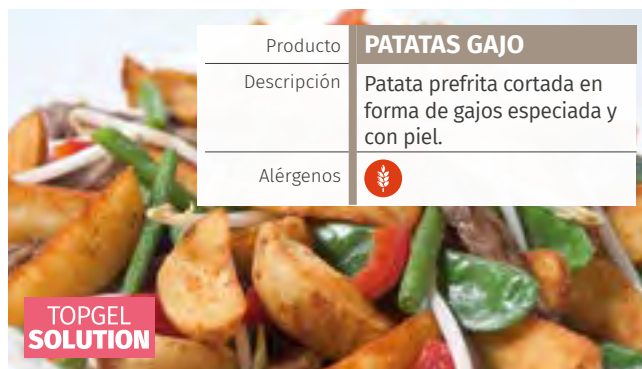 Producto PATATAS GAJO
Descripción Patata prefrita cortada en
forma de gajos especiada y
con piel.
Alérgenos
TOPGEL
SOLUTION